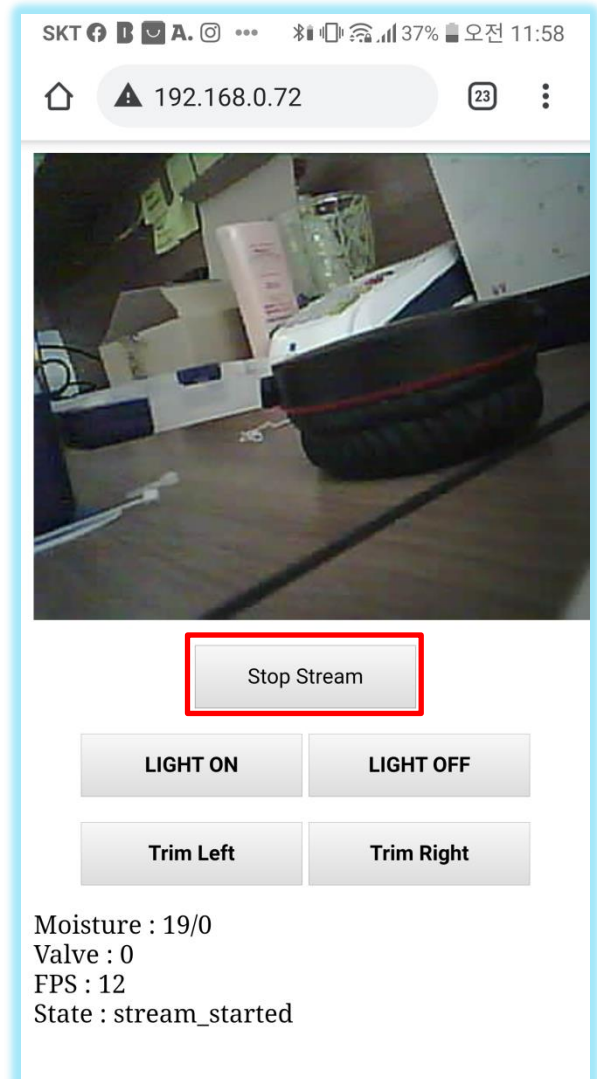 SKT A. 37% 오전 11:58
192.168.0.72 23
Stop Stream
LIGHT ON LIGHT OFF
Trim Left Trim Right
Moisture : 19/0
Valve : 0
FPS : 12
State : stream_started